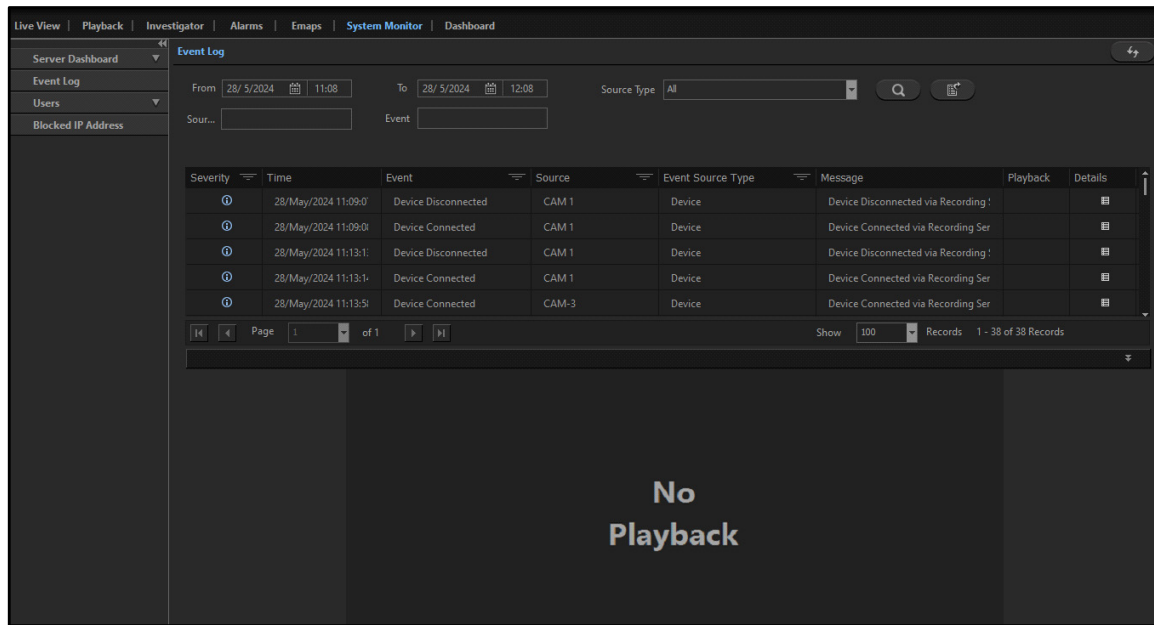 Live View | Playback | Investigator | Alarms | Emaps | System Monitor | Dashboard
Server Dashboard
Event Log
Users
Blocked IP Address
Event Log
From 28/ 5/2024 11:08 To 28/ 5/2024 12:08 Source Type All
Sour... Event
Severity Time Event Source Event Source Type Message Playback Details
28/May/2024 11:09:0 Device Disconnected CAM 1 Device Device Disconnected via Recording
28/May/2024 11:09:0 Device Connected CAM 1 Device Device Connected via Recording Ser
28/May/2024 11:13:1 Device Disconnected CAM 1 Device Device Disconnected via Recording
28/May/2024 11:13:1 Device Connected CAM 1 Device Device Connected via Recording Ser
28/May/2024 11:13:5 Device Connected CAM-3 Device Device Connected via Recording Ser
Page 1 of 1 Show 100 Records 1 - 38 of 38 Records
No
Playback